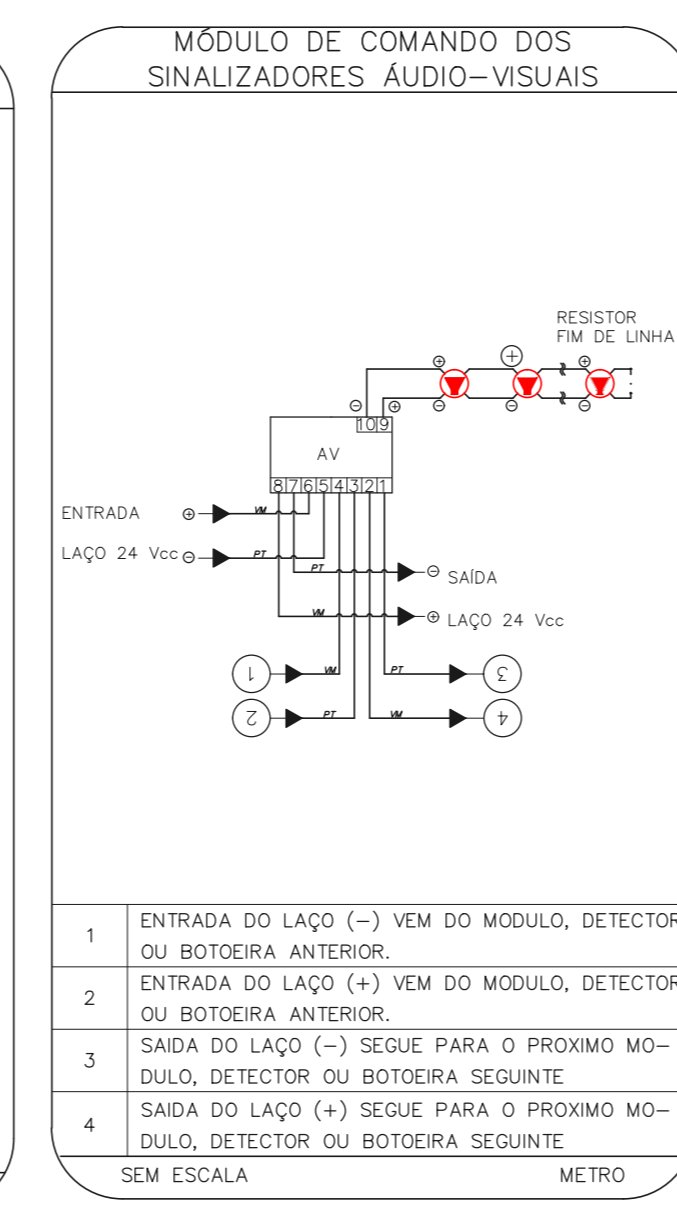 MÓDULO DE COMANDO DOS
SINALIZADORES ÁUDIO-VISUAIS
RESISTOR
FIM DE LINHA
⊕ ⊕ ⊕
⊖ ⊖ ⊖
⊖ ⊕
10 9
AV
8 7 6 5 4 3 2 1
ENTRADA ⊕ VM
LAÇO 24 Vcc ⊖ PT
PT ⊖ SAÍDA
VM ⊕ LAÇO 24 Vcc
1 VM PT 3
2 PT VM 4
1 ENTRADA DO LAÇO (-) VEM DO MODULO, DETECTOR
OU BOTOEIRA ANTERIOR.
2 ENTRADA DO LAÇO (+) VEM DO MODULO, DETECTOR
OU BOTOEIRA ANTERIOR.
3 SAIDA DO LAÇO (-) SEGUE PARA O PROXIMO MO-
DULO, DETECTOR OU BOTOEIRA SEGUINTE
4 SAIDA DO LAÇO (+) SEGUE PARA O PROXIMO MO-
DULO, DETECTOR OU BOTOEIRA SEGUINTE
SEM ESCALA METRO